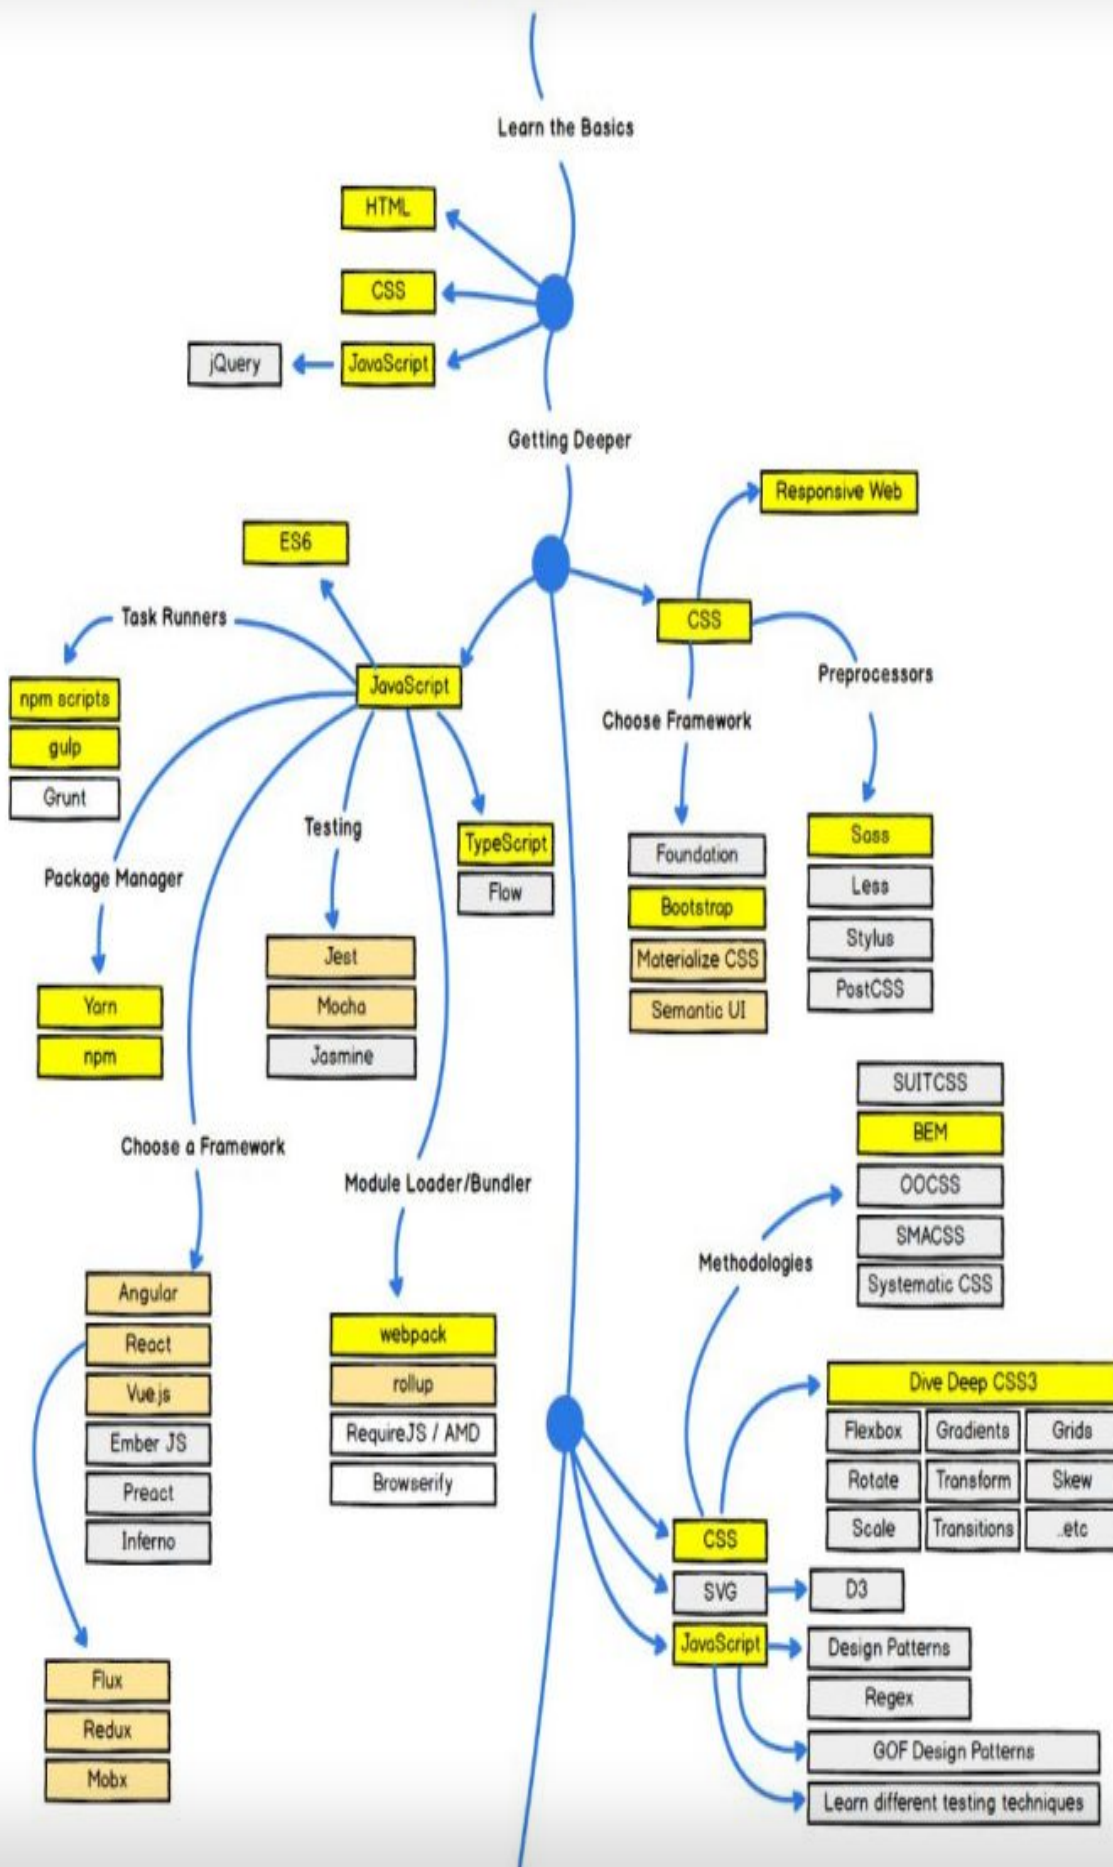 Learn the Basics
HTML
CSS
jQuery
JavaScript
Getting Deeper
Responsive Web
ES6
Task Runners
CSS
JavaScript
Preprocessors
npm scripts
gulp
Grunt
Choose Framework
Testing
TypeScript
Flow
Foundation
Bootstrap
Materialize CSS
Semantic UI
Sass
Less
Stylus
PostCSS
Package Manager
Yarn
npm
Jest
Mocha
Jasmine
SUITCSS
BEM
OOCSS
SMACSS
Systematic CSS
Choose a Framework
Module Loader/Bundler
Methodologies
Angular
React
Vue.js
Ember JS
Preact
Inferno
webpack
rollup
RequireJS / AMD
Browserify
Dive Deep CSS3
Flexbox Gradients Grids
Rotate Transform Skew
Scale Transitions ..etc
CSS
SVG
D3
JavaScript
Design Patterns
Regex
GOF Design Patterns
Learn different testing techniques
Flux
Redux
Mobx